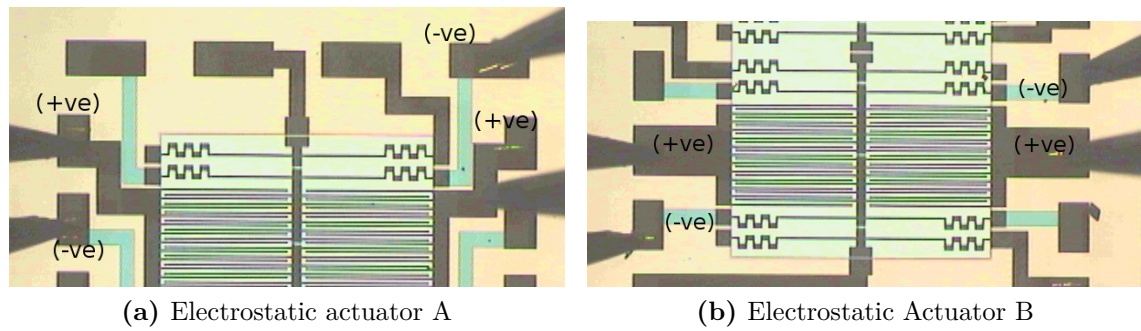 (-ve)
(+ve)
(+ve)
(-ve)
(a) Electrostatic actuator A
(-ve)
(+ve)
(+ve)
(-ve)
(b) Electrostatic Actuator B